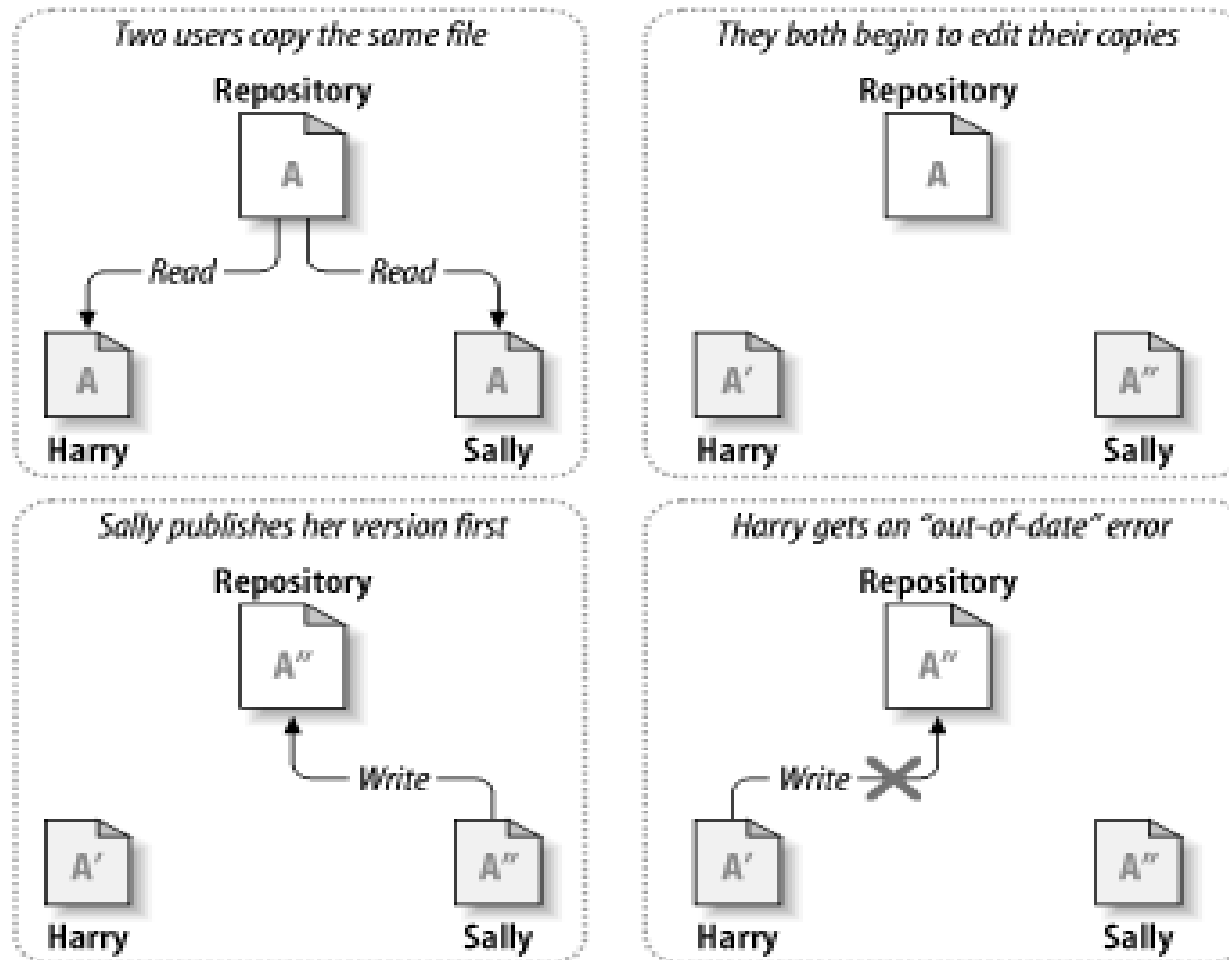 Two users copy the same file
Repository
A
Read
Read
A
A
Harry
Sally
They both begin to edit their copies
Repository
A
A′
A″
Harry
Sally
Sally publishes her version first
Repository
A″
Write
A′
A″
Harry
Sally
Harry gets an “out-of-date” error
Repository
A″
Write
A′
A″
Harry
Sally